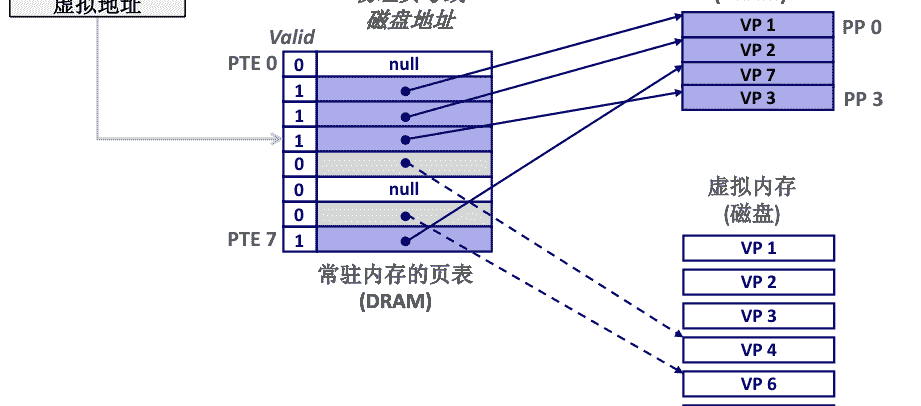 虚拟地址
磁盘地址
Valid
PTE 0
0
null
1
1
1
0
0
null
0
PTE 7
1
常驻内存的页表
(DRAM)
VP 1
PP 0
VP 2
VP 7
VP 3
PP 3
虚拟内存
(磁盘)
VP 1
VP 2
VP 3
VP 4
VP 6